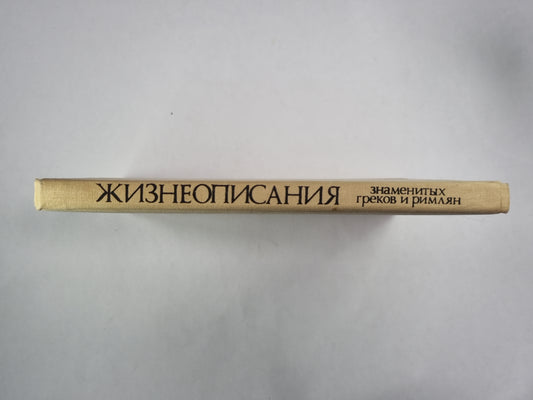 ЖИЗНЕОПИСАНИЯ
знаменитых
греков и римлян